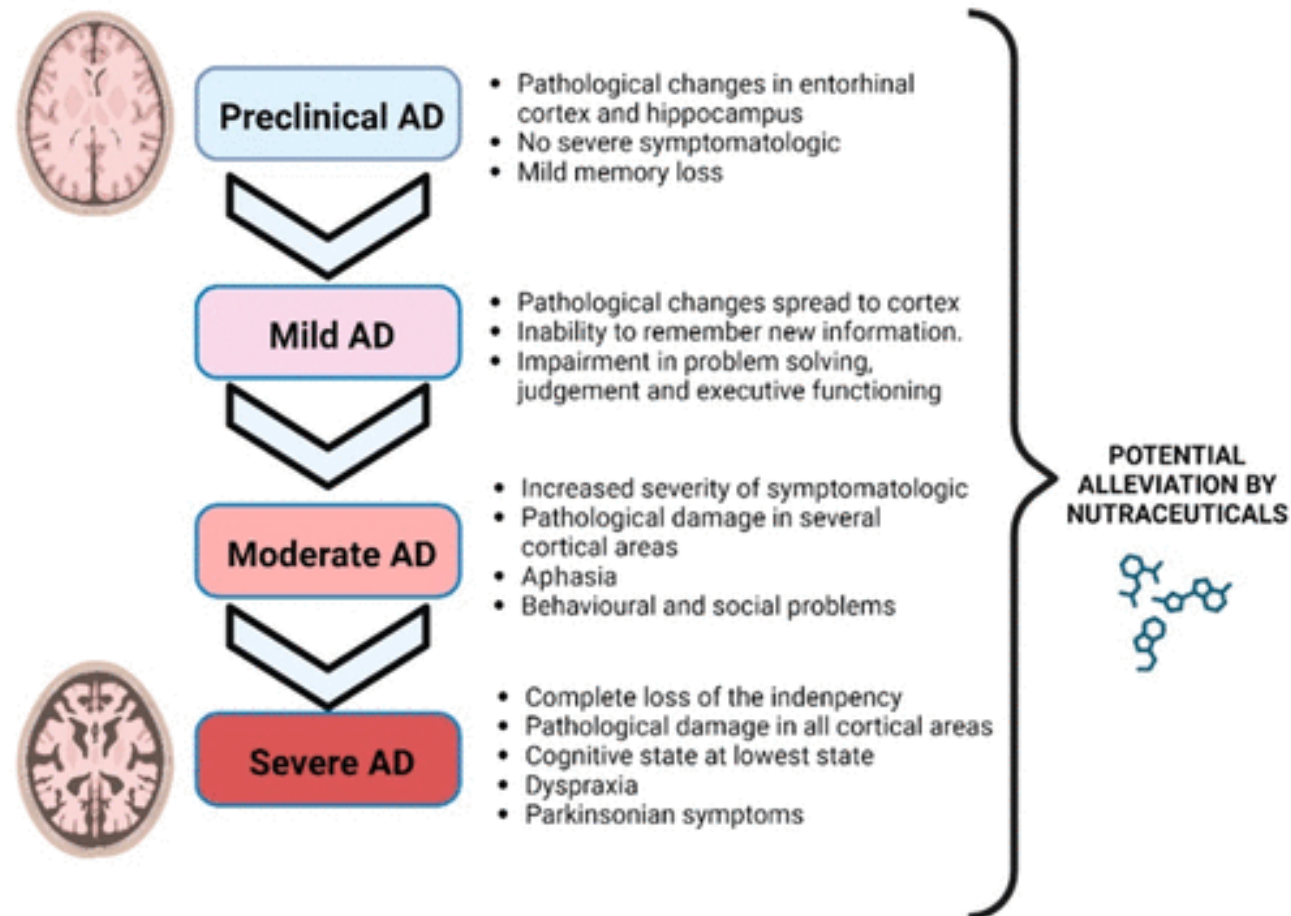 Preclinical AD
• Pathological changes in entorhinal
cortex and hippocampus
• No severe symptomatologic
• Mild memory loss
Mild AD
• Pathological changes spread to cortex
• Inability to remember new information.
• Impairment in problem solving,
judgement and executive functioning
Moderate AD
• Increased severity of symptomatologic
• Pathological damage in several
cortical areas
• Aphasia
• Behavioural and social problems
Severe AD
• Complete loss of the indenpency
• Pathological damage in all cortical areas
• Cognitive state at lowest state
• Dyspraxia
• Parkinsonian symptoms
POTENTIAL
ALLEVIATION BY
NUTRACEUTICALS